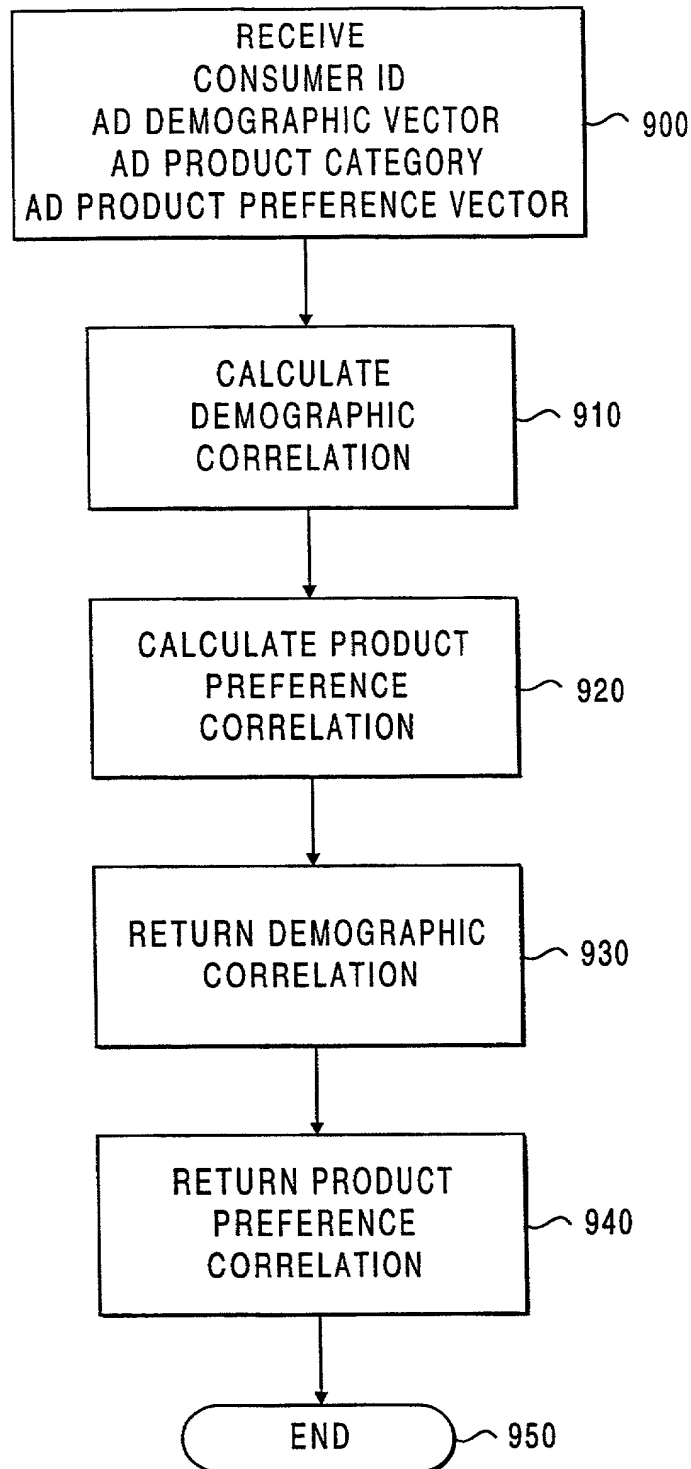 RECEIVE
CONSUMER ID
AD DEMOGRAPHIC VECTOR
AD PRODUCT CATEGORY
AD PRODUCT PREFERENCE VECTOR
900
CALCULATE
DEMOGRAPHIC
CORRELATION
910
CALCULATE PRODUCT
PREFERENCE
CORRELATION
920
RETURN DEMOGRAPHIC
CORRELATION
930
RETURN PRODUCT
PREFERENCE
CORRELATION
940
END
950